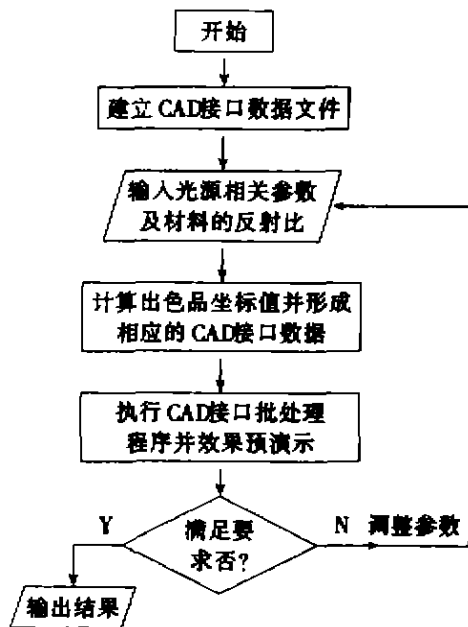 开始
建立CAD接口数据文件
输入光源相关参数
及材料的反射比
计算出色品坐标值并形成
相应的CAD接口数据
执行CAD接口批处理
程序并效果预演示
Y
满足要
求否?
N 调整参数
输出结果